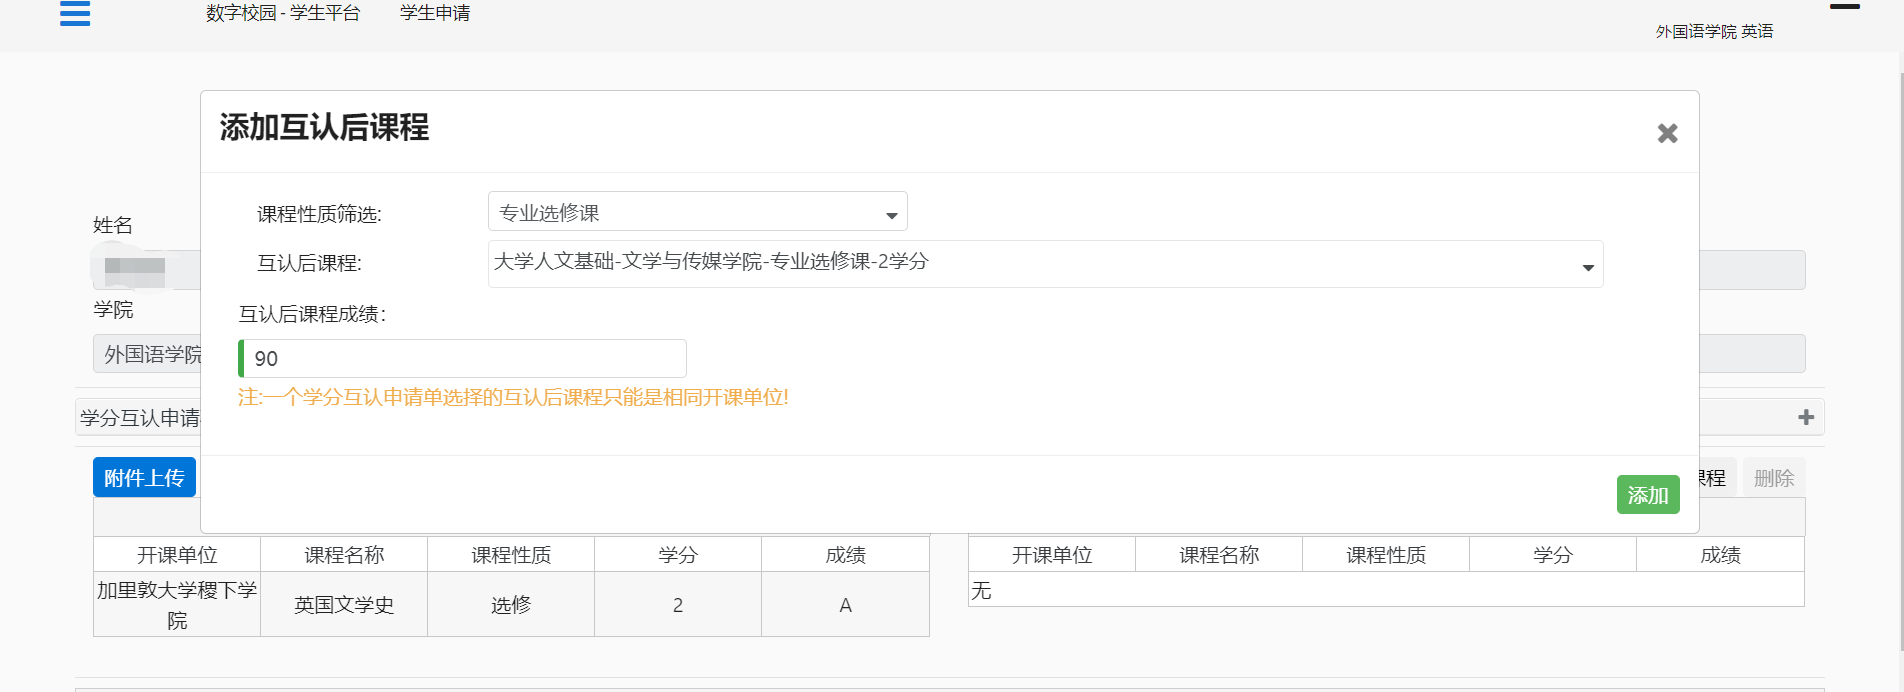 数字校园 - 学生平台
学生申请
外国语学院 英语
添加互认后课程
课程性质筛选:
专业选修课
姓名
互认后课程:
大学人文基础-文学与传媒学院-专业选修课-2学分
学院
互认后课程成绩：
外国语学院
90
注:一个学分互认申请单选择的互认后课程只能是相同开课单位!
学分互认申请
附件上传
添加
课程
删除
开课单位 课程名称 课程性质 学分 成绩
加里敦大学稷下学
院
英国文学史 选修 2 A
开课单位 课程名称 课程性质 学分 成绩
无